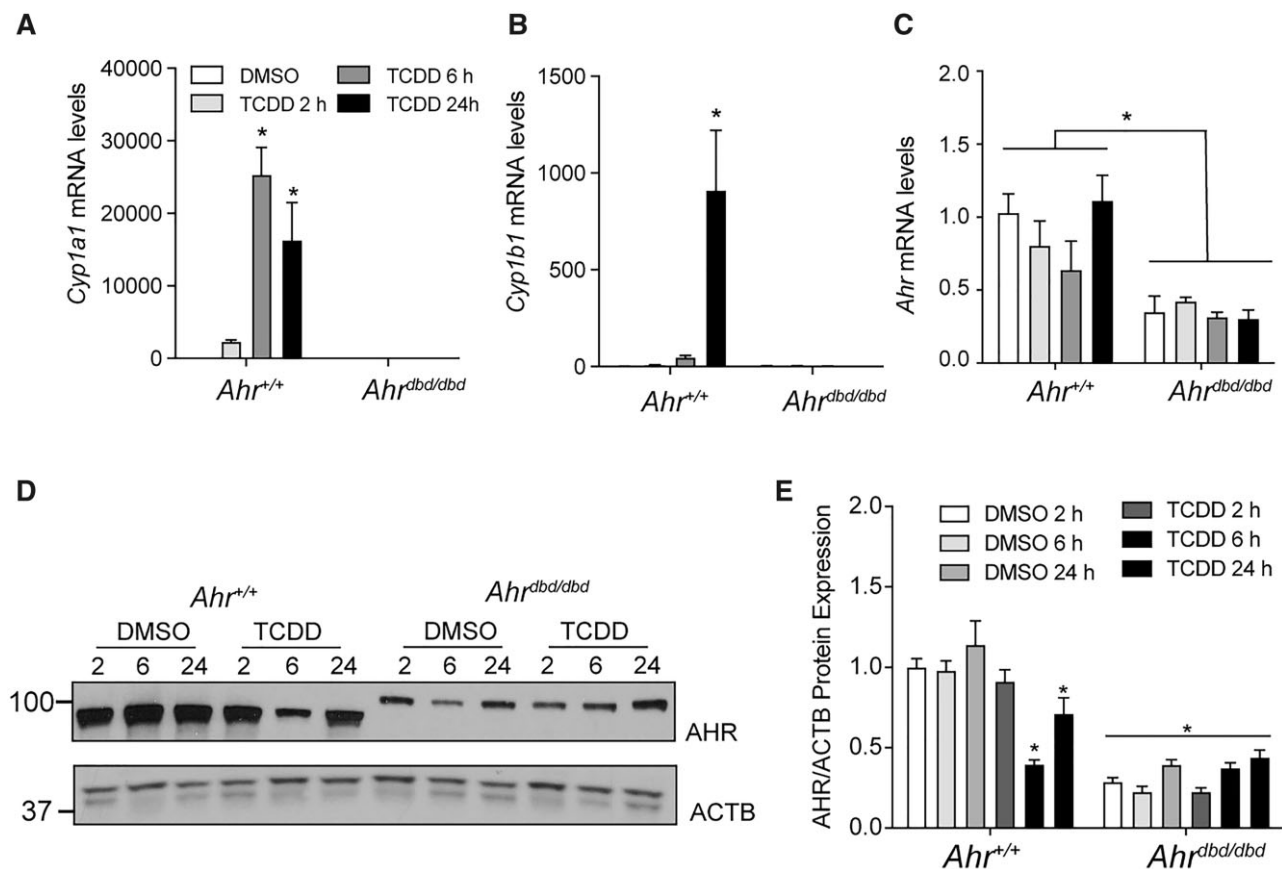 A
Cyp1a1 mRNA levels
40000
30000
20000
10000
0
DMSO
TCDD 2 h
TCDD 6 h
TCDD 24h
*
*
Ahr+/+
Ahrdbd/dbd
B
Cyp1b1 mRNA levels
1500
1000
500
0
*
Ahr+/+
Ahrdbd/dbd
C
Ahr mRNA levels
2.0
1.5
1.0
0.5
0.0
*
Ahr+/+
Ahrdbd/dbd
D
Ahr+/+ Ahrdbd/dbd
DMSO TCDD DMSO TCDD
2 6 24 2 6 24 2 6 24 2 6 24
100
AHR
37
ACTB
E
AHR/ACTB Protein Expression
2.0
1.5
1.0
0.5
0.0
DMSO 2 h
DMSO 6 h
DMSO 24 h
TCDD 2 h
TCDD 6 h
TCDD 24 h
*
*
*
Ahr+/+
Ahrdbd/dbd